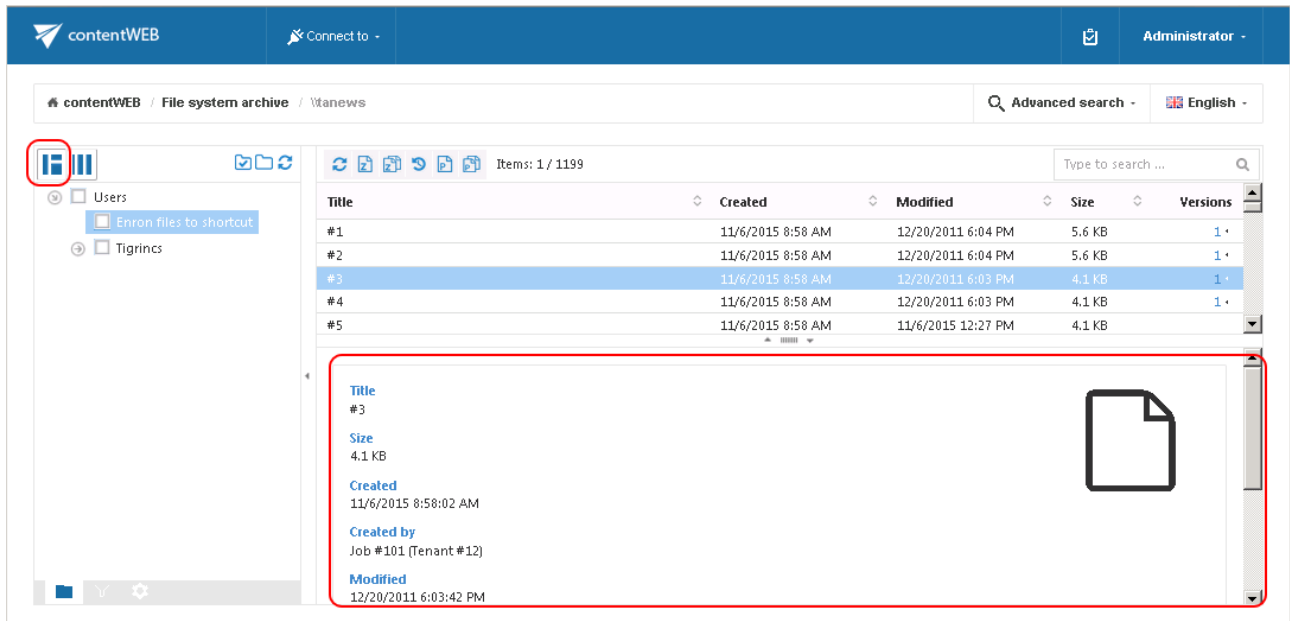 contentWEB Connect to Administrator
contentWEB / File system archive / \\tanews Advanced search English
Items: 1 / 1199 Type to search ...
Users
Enron files to shortcut
Tigrincs
Title Created Modified Size Versions
#1 11/6/2015 8:58 AM 12/20/2011 6:04 PM 5.6 KB 1
#2 11/6/2015 8:58 AM 12/20/2011 6:04 PM 5.6 KB 1
#3 11/6/2015 8:58 AM 12/20/2011 6:03 PM 4.1 KB 1
#4 11/6/2015 8:58 AM 12/20/2011 6:03 PM 4.1 KB 1
#5 11/6/2015 8:58 AM 11/6/2015 12:27 PM 4.1 KB
Title
#3
Size
4.1 KB
Created
11/6/2015 8:58:02 AM
Created by
Job #101 (Tenant #12)
Modified
12/20/2011 6:03:42 PM